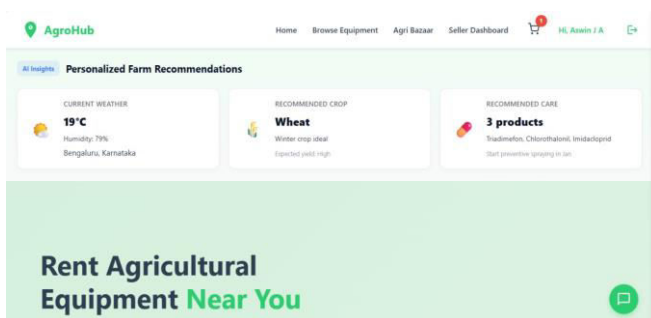 AgroHub
Home Browse Equipment Agri Bazaar Seller Dashboard Hi, Aswin J A
AI Insights Personalized Farm Recommendations
CURRENT WEATHER
19°C
Humidity: 79%
Bengaluru, Karnataka
RECOMMENDED CROP
Wheat
Winter crop ideal
Expected yield: High
RECOMMENDED CARE
3 products
Triadimefon, Chlorothalonil, Imidacloprid
Start preventive spraying in Jan
Rent Agricultural
Equipment Near You